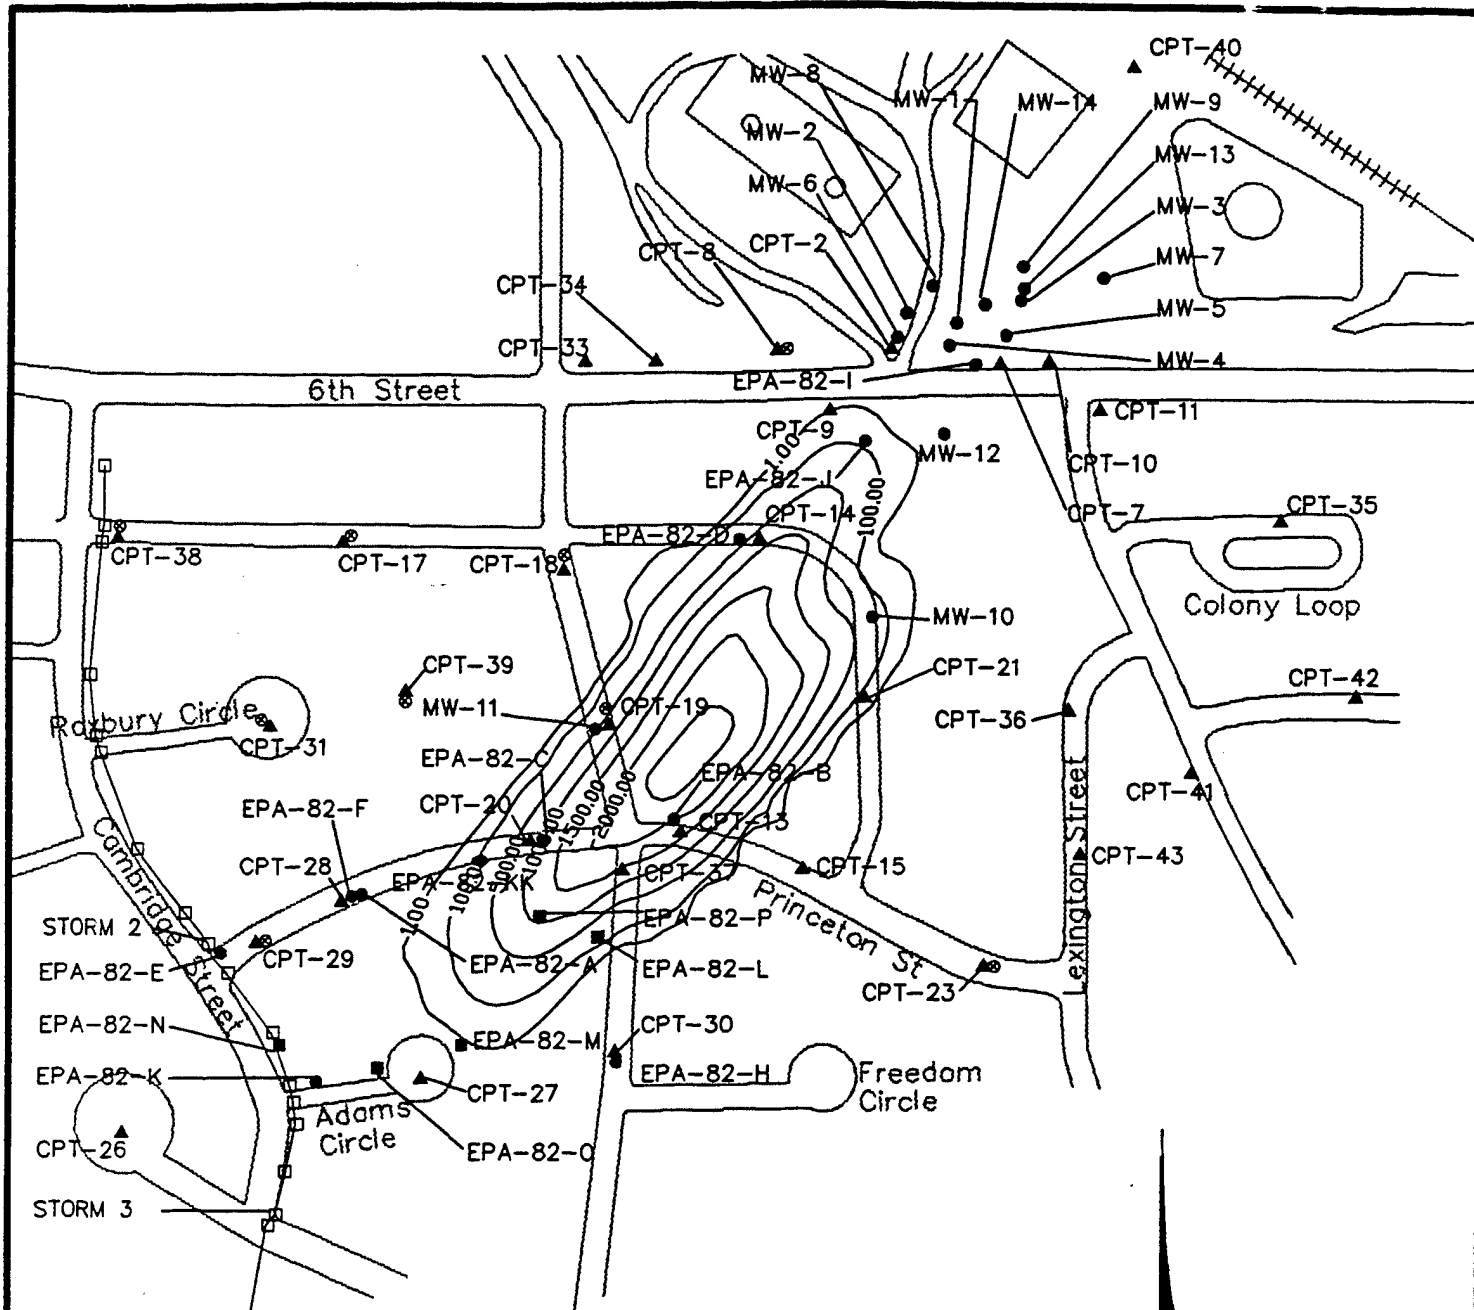 CPT-40
MW-8
MW-1
MW-14
MW-9
MW-2
MW-13
MW-6
MW-3
CPT-8
CPT-2
MW-7
CPT-34
MW-5
CPT-33
MW-4
6th Street
EPA-82-I
CPT-11
CPT-9
1.00
MW-12
CPT-10
EPA-82-J
100.00
CPT-14
CPT-7
CPT-35
EPA-82-D
CPT-38
CPT-17
CPT-18
Colony Loop
MW-10
CPT-39
CPT-21
CPT-42
MW-11
CPT-19
CPT-36
Roxbury Circle
CPT-31
EPA-82-C
EPA-82-B
CPT-41
EPA-82-F
CPT-20
1500.00
2000.00
CPT-13
Lexington Street
Cambridge Street
CPT-28
CPT-15
CPT-43
EPA-82-KK
CPT-37
Princeton St
STORM 2
EPA-82-P
EPA-82-E
CPT-29
EPA-82-A
EPA-82-L
CPT-23
EPA-82-N
EPA-82-M
CPT-30
EPA-82-K
CPT-27
EPA-82-H
Freedom
Circle
Adams
Circle
CPT-26
EPA-82-O
STORM 3